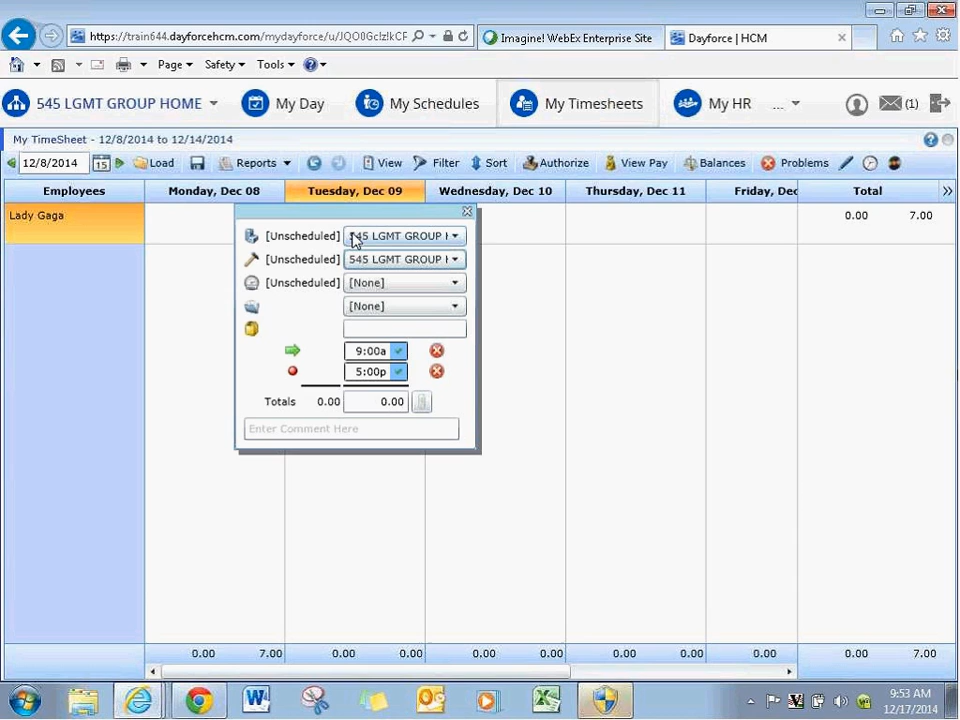 https://train644.dayforcehcm.com/mydayforce/u/
Imagine! WebEx Enterprise Site
Dayforce | HCM
Page Safety Tools
545 LGMT GROUP HOME My Day My Schedules My Timesheets My HR ... (1)
My TimeSheet - 12/8/2014 to 12/14/2014
12/8/2014 15 Load Reports View Filter Sort Authorize View Pay Balances Problems
Employees Monday, Dec 08 Tuesday, Dec 09 Wednesday, Dec 10 Thursday, Dec 11 Friday, Dec Total »
Lady Gaga 0.00 7.00
[Unscheduled] 545 LGMT GROUP H
[Unscheduled] 545 LGMT GROUP H
[Unscheduled] [None]
[None]
9:00a
5:00p
Totals 0.00 0.00
Enter Comment Here
0.00 7.00 0.00 0.00 0.00 0.00 0.00 0.00 0.00 7.00
9:53 AM
12/17/2014